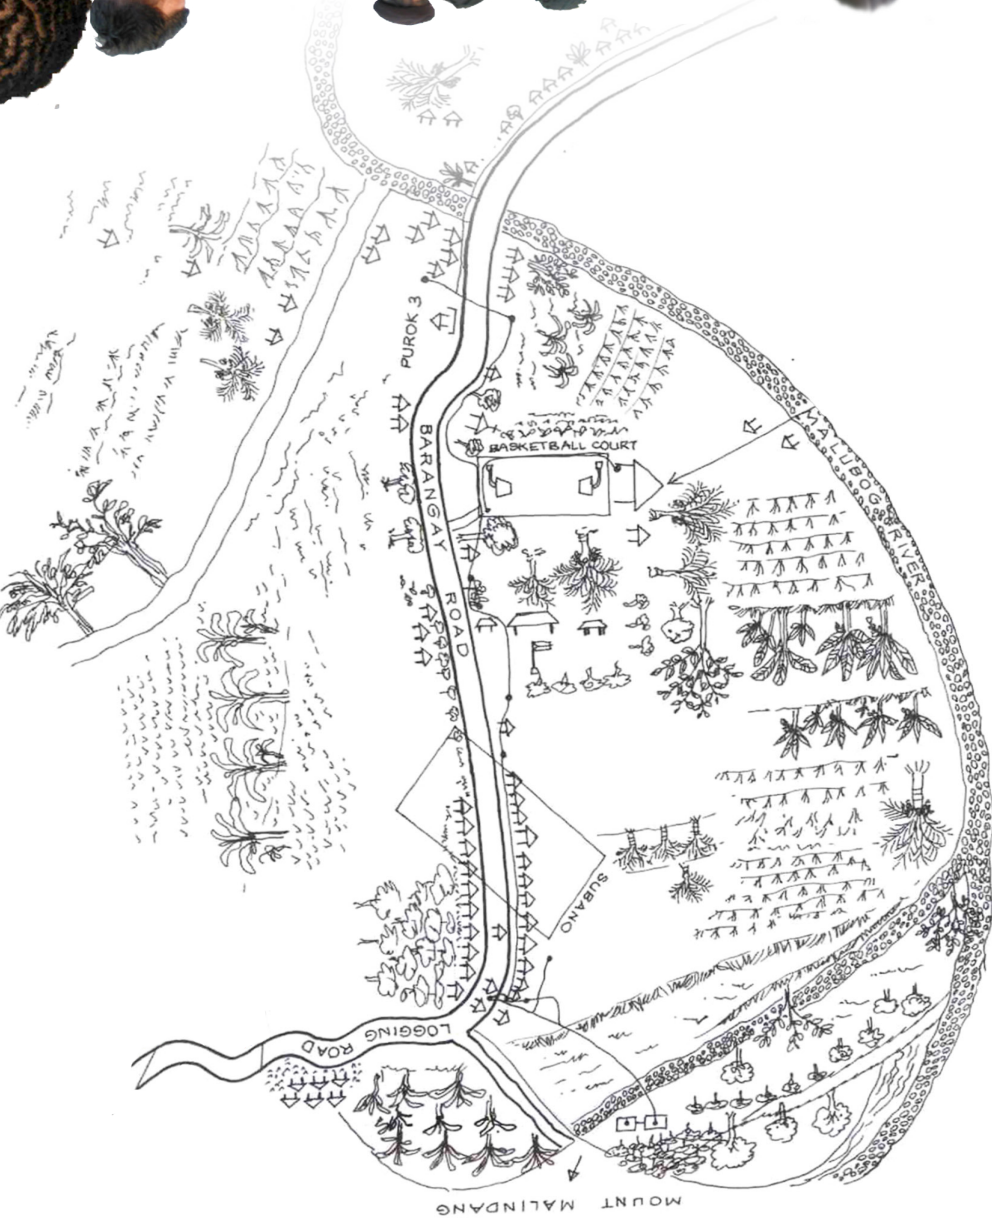 PUROK 3
BARANGAY ROAD
BASKETBALL COURT
MALUBOG RIVER
SUBANO
LOGGING ROAD
MOUNT MALINDANG